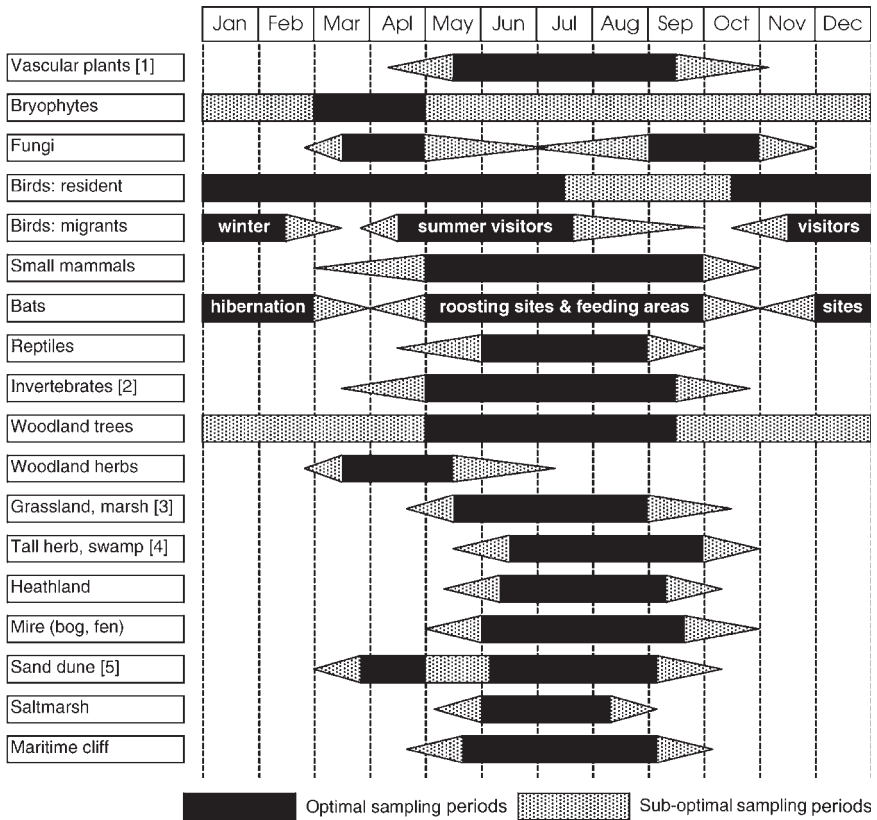 Jan Feb Mar Apl May Jun Jul Aug Sep Oct Nov Dec
Vascular plants [1]
Bryophytes
Fungi
Birds: resident
Birds: migrants winter summer visitors visitors
Small mammals
Bats hibernation roosting sites & feeding areas sites
Reptiles
Invertebrates [2]
Woodland trees
Woodland herbs
Grassland, marsh [3]
Tall herb, swamp [4]
Heathland
Mire (bog, fen)
Sand dune [5]
Saltmarsh
Maritime cliff
Optimal sampling periods Sub-optimal sampling periods